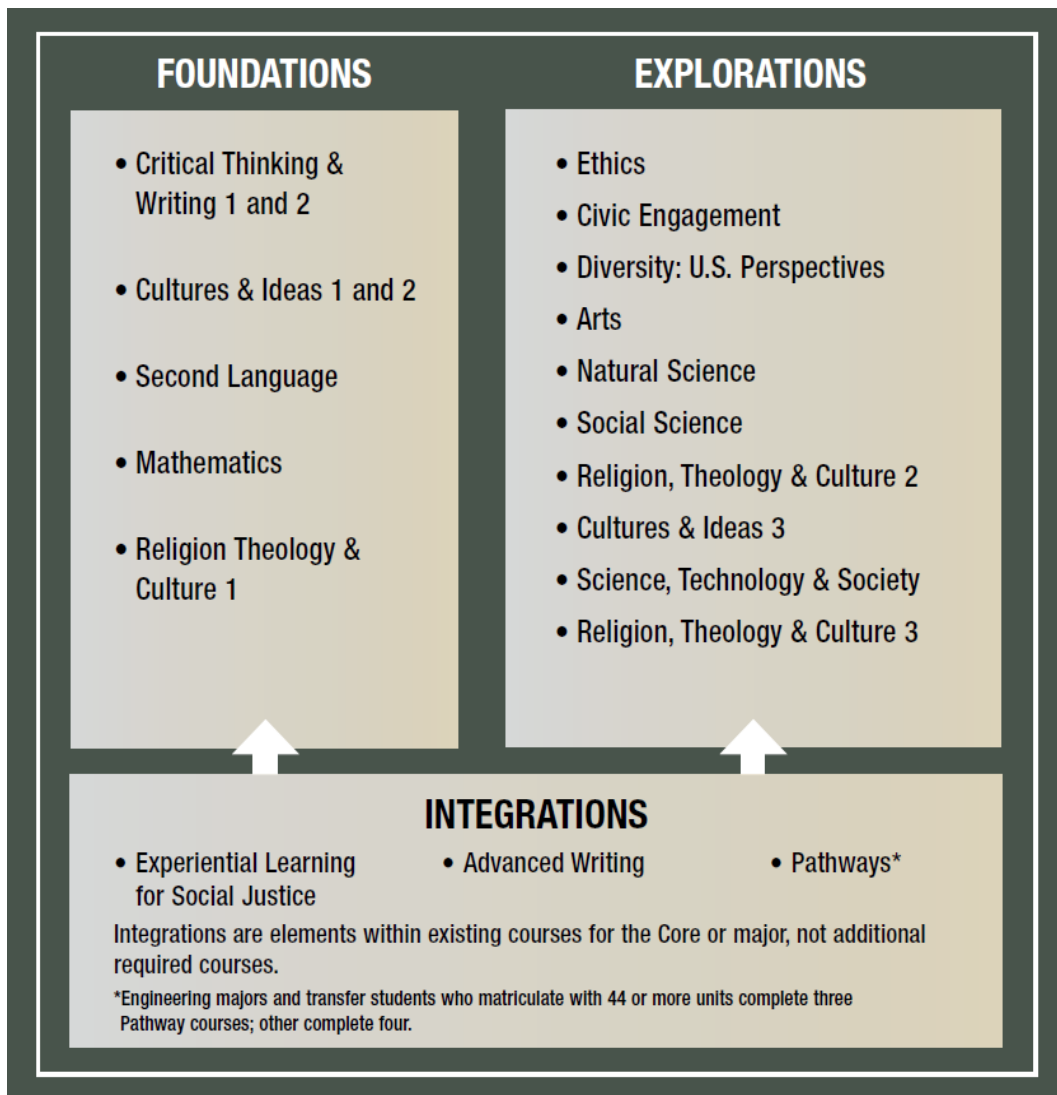 FOUNDATIONS
• Critical Thinking &
Writing 1 and 2
• Cultures & Ideas 1 and 2
• Second Language
• Mathematics
• Religion Theology &
Culture 1
EXPLORATIONS
• Ethics
• Civic Engagement
• Diversity: U.S. Perspectives
• Arts
• Natural Science
• Social Science
• Religion, Theology & Culture 2
• Cultures & Ideas 3
• Science, Technology & Society
• Religion, Theology & Culture 3
INTEGRATIONS
• Experiential Learning
for Social Justice
• Advanced Writing
• Pathways*
Integrations are elements within existing courses for the Core or major, not additional
required courses.
*Engineering majors and transfer students who matriculate with 44 or more units complete three
Pathway courses; other complete four.